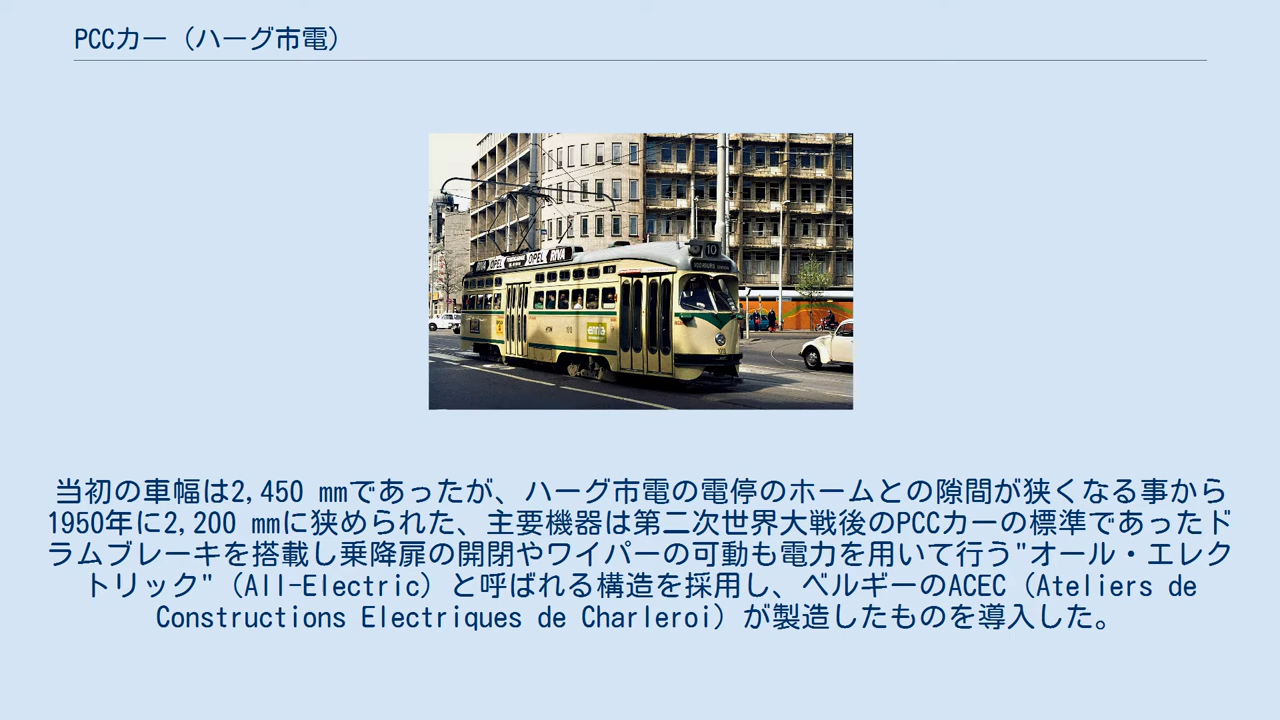 PCCカー（ハーグ市電）
OPEL
OPEL RIVA
10
ennia
当初の車幅は2,450 mmであったが、ハーグ市電の電停のホームとの隙間が狭くなる事から
1950年に2,200 mmに狭められた、主要機器は第二次世界大戦後のPCCカーの標準であったド
ラムブレーキを搭載し乗降扉の開閉やワイパーの可動も電力を用いて行う"オール・エレク
トリック"（All-Electric）と呼ばれる構造を採用し、ベルギーのACEC（Ateliers de
Constructions Electriques de Charleroi）が製造したものを導入した。